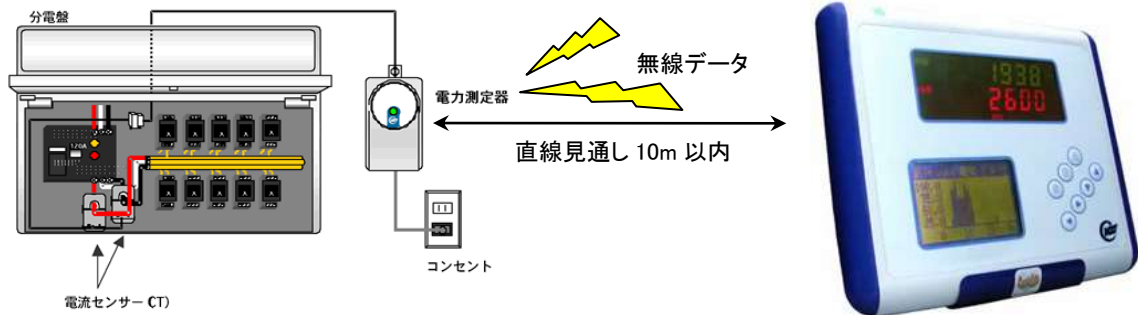 分電盤
無線データ
電力測定器
直線見通し 10m 以内
コンセント
電流センサー CT)
1938
2600